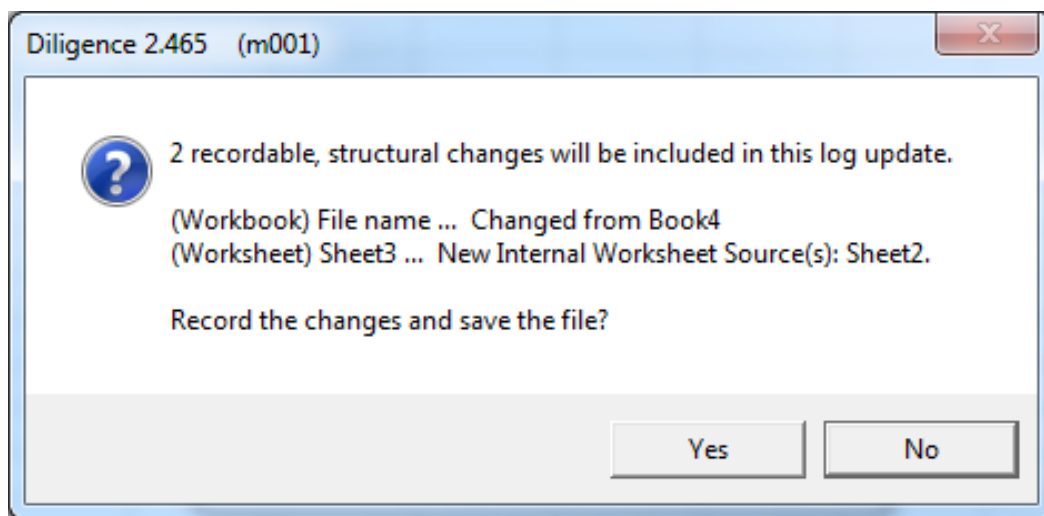 Diligence 2.465 (m001)
2 recordable, structural changes will be included in this log update.
(Workbook) File name ... Changed from Book4
(Worksheet) Sheet3 ... New Internal Worksheet Source(s): Sheet2.
Record the changes and save the file?
Yes No